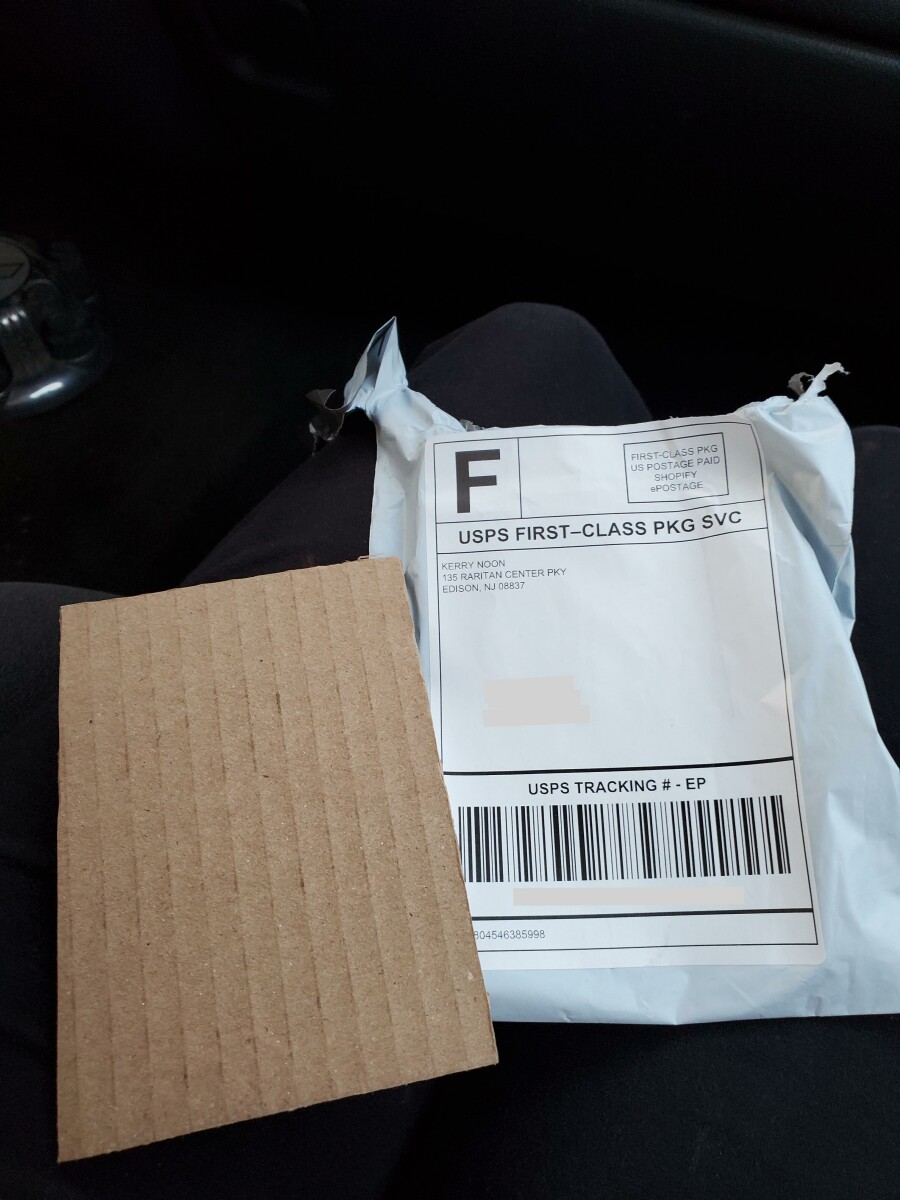 F
FIRST-CLASS PKG
US POSTAGE PAID
SHOPIFY
ePOSTAGE
USPS FIRST–CLASS PKG SVC
KERRY NOON
135 RARITAN CENTER PKY
EDISON, NJ 08837
USPS TRACKING # - EP
804546385998